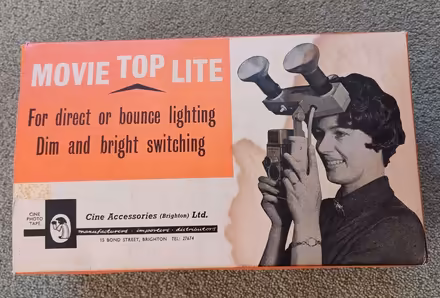 MOVIE TOP LITE
For direct or bounce lighting
Dim and bright switching
CINE
PHOTO
TAPE
Cine Accessories (Brighton) Ltd.
manufacturers · importers · distributors
15 BOND STREET, BRIGHTON TEL: 27674